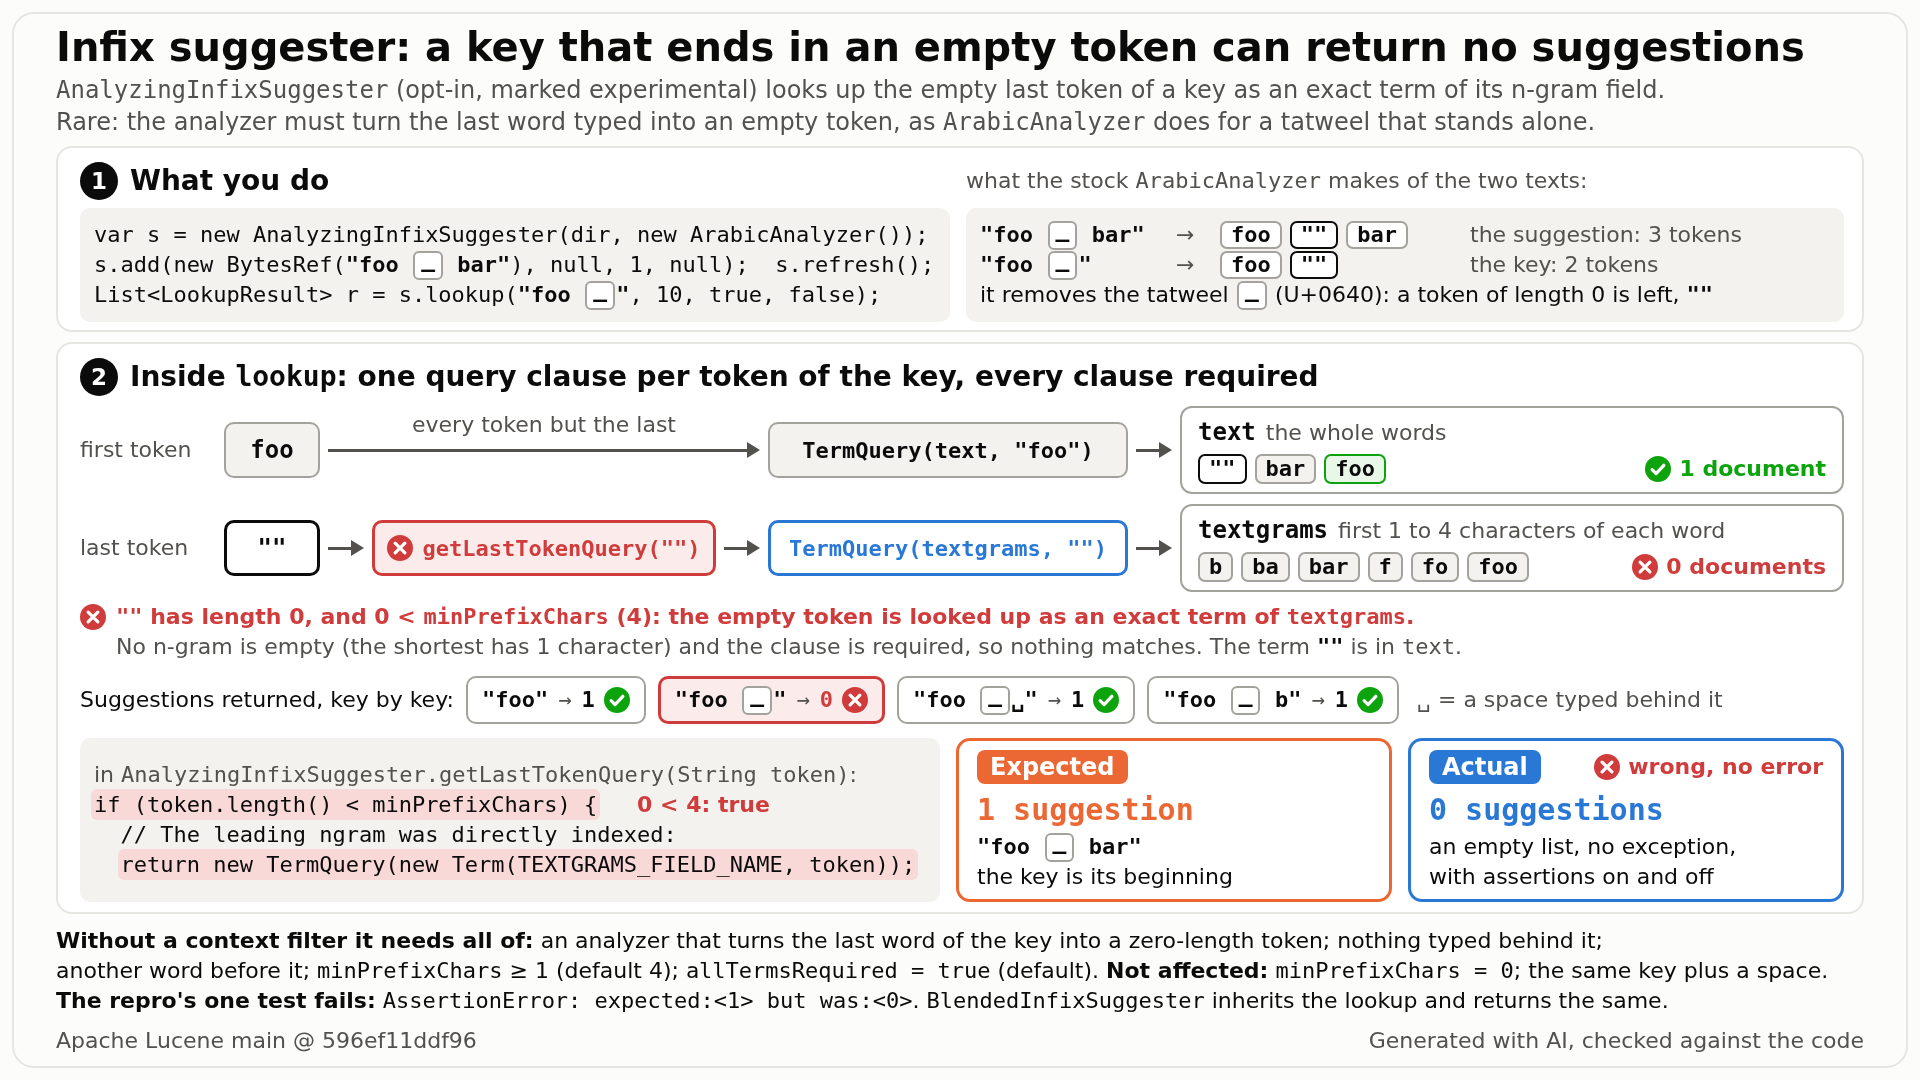 Infix suggester: a key that ends in an empty token can return no suggestions
AnalyzingInfixSuggester (opt-in, marked experimental) looks up the empty last token of a key as an exact term of its n-gram field.
Rare: the analyzer must turn the last word typed into an empty token, as ArabicAnalyzer does for a tatweel that stands alone.
1 What you do
what the stock ArabicAnalyzer makes of the two texts:
var s = new AnalyzingInfixSuggester(dir, new ArabicAnalyzer());
s.add(new BytesRef("foo ـ bar"), null, 1, null);  s.refresh();
List<LookupResult> r = s.lookup("foo ـ", 10, true, false);
"foo ـ bar" → foo "" bar the suggestion: 3 tokens
"foo ـ" → foo "" the key: 2 tokens
it removes the tatweel ـ (U+0640): a token of length 0 is left, ""
2 Inside lookup: one query clause per token of the key, every clause required
first token foo every token but the last TermQuery(text, "foo")
text the whole words
"" bar foo 1 document
last token "" getLastTokenQuery("") TermQuery(textgrams, "")
textgrams first 1 to 4 characters of each word
b ba bar f fo foo 0 documents
"" has length 0, and 0 < minPrefixChars (4): the empty token is looked up as an exact term of textgrams.
No n-gram is empty (the shortest has 1 character) and the clause is required, so nothing matches. The term "" is in text.
Suggestions returned, key by key: "foo" → 1 "foo ـ" → 0 "foo ـ␣" → 1 "foo ـ b" → 1 ␣ = a space typed behind it
in AnalyzingInfixSuggester.getLastTokenQuery(String token):
if (token.length() < minPrefixChars) { 0 < 4: true
// The leading ngram was directly indexed:
return new TermQuery(new Term(TEXTGRAMS_FIELD_NAME, token));
Expected
1 suggestion
"foo ـ bar"
the key is its beginning
Actual wrong, no error
0 suggestions
an empty list, no exception,
with assertions on and off
Without a context filter it needs all of: an analyzer that turns the last word of the key into a zero-length token; nothing typed behind it;
another word before it; minPrefixChars ≥ 1 (default 4); allTermsRequired = true (default). Not affected: minPrefixChars = 0; the same key plus a space.
The repro's one test fails: AssertionError: expected:<1> but was:<0>. BlendedInfixSuggester inherits the lookup and returns the same.
Apache Lucene main @ 596ef11ddf96
Generated with AI, checked against the code